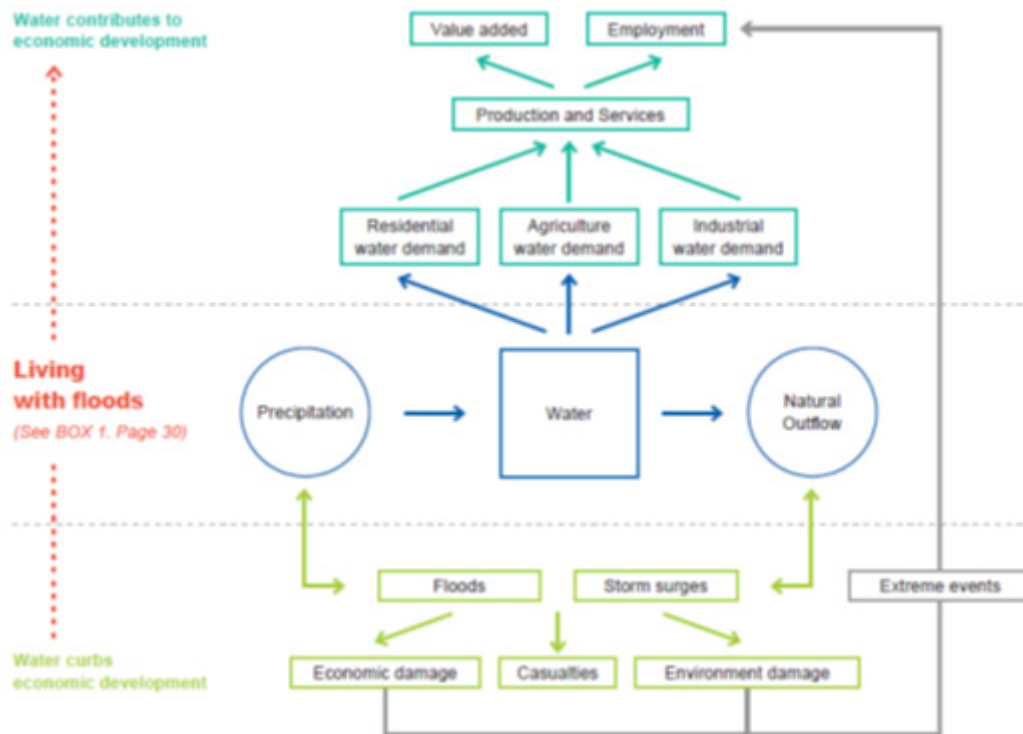 Water contributes to
economic development
Value added
Employment
Production and Services
Residential
water demand
Agriculture
water demand
Industrial
water demand
Living
with floods
(See BOX 1. Page 30)
Precipitation
Water
Natural
Outflow
Floods
Storm surges
Extreme events
Water curbs
economic development
Economic damage
Casualties
Environment damage